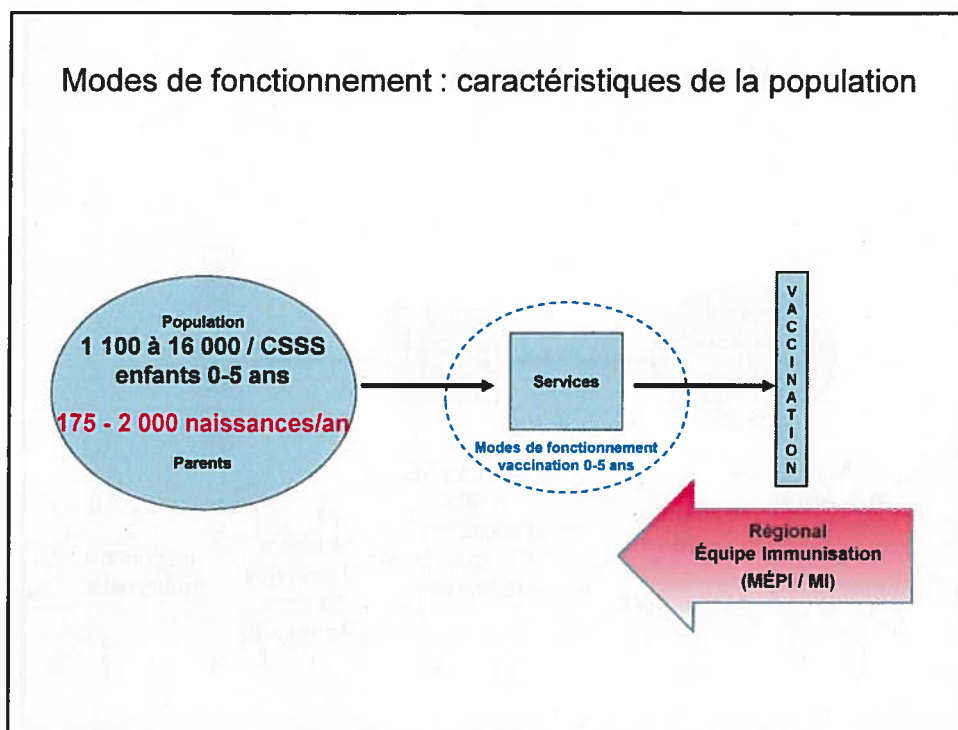 Modes de fonctionnement : caractéristiques de la population
Population
1 100 à 16 000 / CSSS
enfants 0-5 ans
175 - 2 000 naissances/an
Parents
Services
Modes de fonctionnement
vaccination 0-5 ans
VACCINATION
Régional
Équipe Immunisation
(MÉPI / MI)